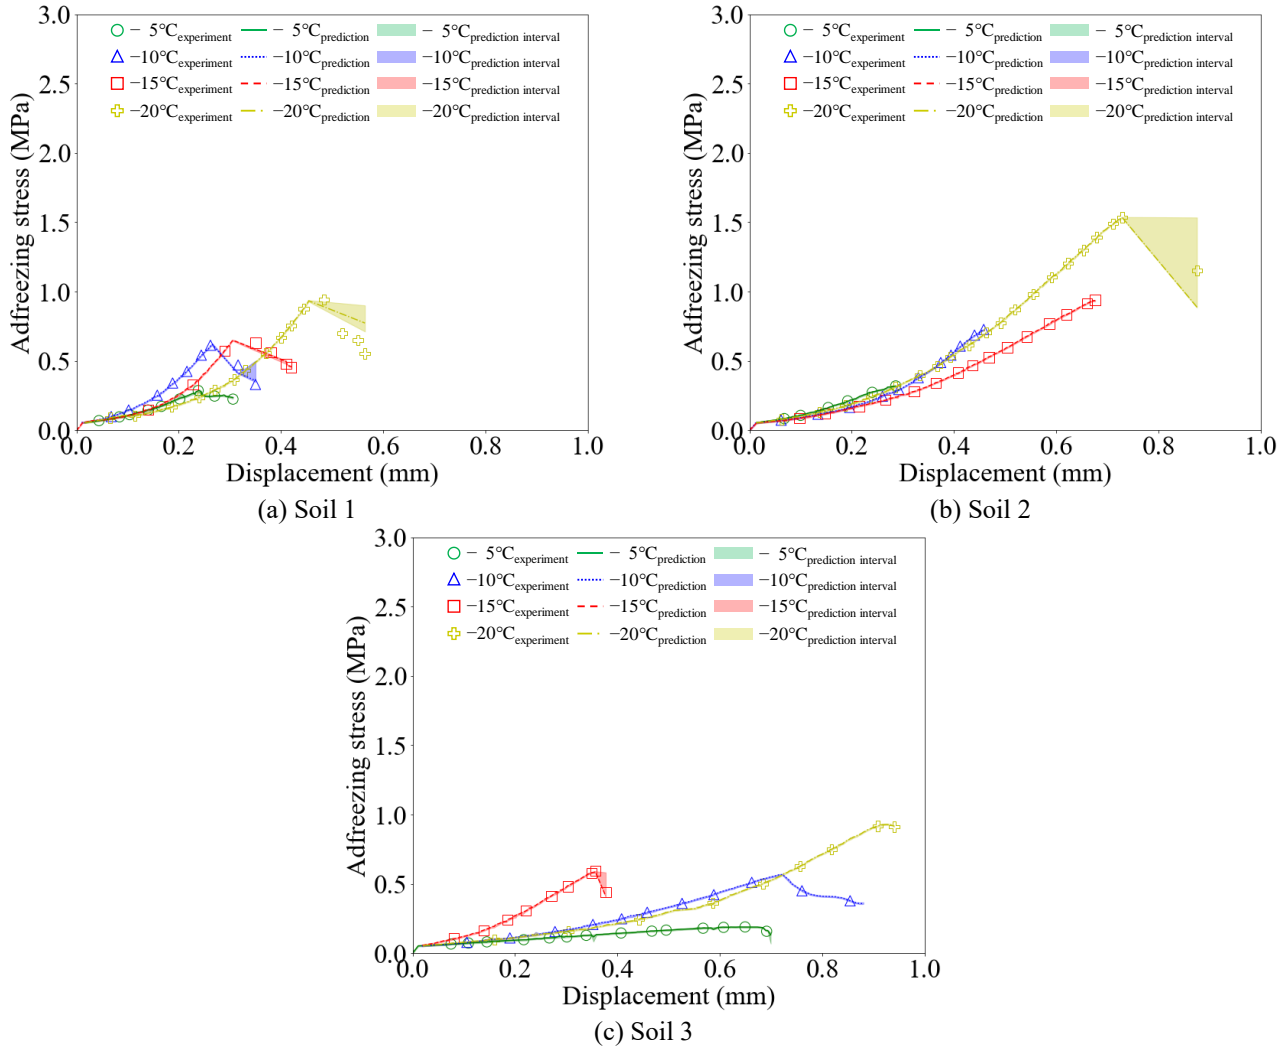 3.0
2.5
2.0
1.5
1.0
0.5
0.0
Adfreezing stress (MPa)
− 5°Cexperiment − 5°Cprediction − 5°Cprediction interval
−10°Cexperiment −10°Cprediction −10°Cprediction interval
−15°Cexperiment −15°Cprediction −15°Cprediction interval
−20°Cexperiment −20°Cprediction −20°Cprediction interval
0 0.2 0.4 0.6 0.8 1.0
Displacement (mm)
(a) Soil 1
3.0
2.5
2.0
1.5
1.0
0.5
0.0
Adfreezing stress (MPa)
− 5°Cexperiment − 5°Cprediction − 5°Cprediction interval
−10°Cexperiment −10°Cprediction −10°Cprediction interval
−15°Cexperiment −15°Cprediction −15°Cprediction interval
−20°Cexperiment −20°Cprediction −20°Cprediction interval
0 0.2 0.4 0.6 0.8 1.0
Displacement (mm)
(b) Soil 2
3.0
2.5
2.0
1.5
1.0
0.5
0.0
Adfreezing stress (MPa)
− 5°Cexperiment − 5°Cprediction − 5°Cprediction interval
−10°Cexperiment −10°Cprediction −10°Cprediction interval
−15°Cexperiment −15°Cprediction −15°Cprediction interval
−20°Cexperiment −20°Cprediction −20°Cprediction interval
0 0.2 0.4 0.6 0.8 1.0
Displacement (mm)
(c) Soil 3